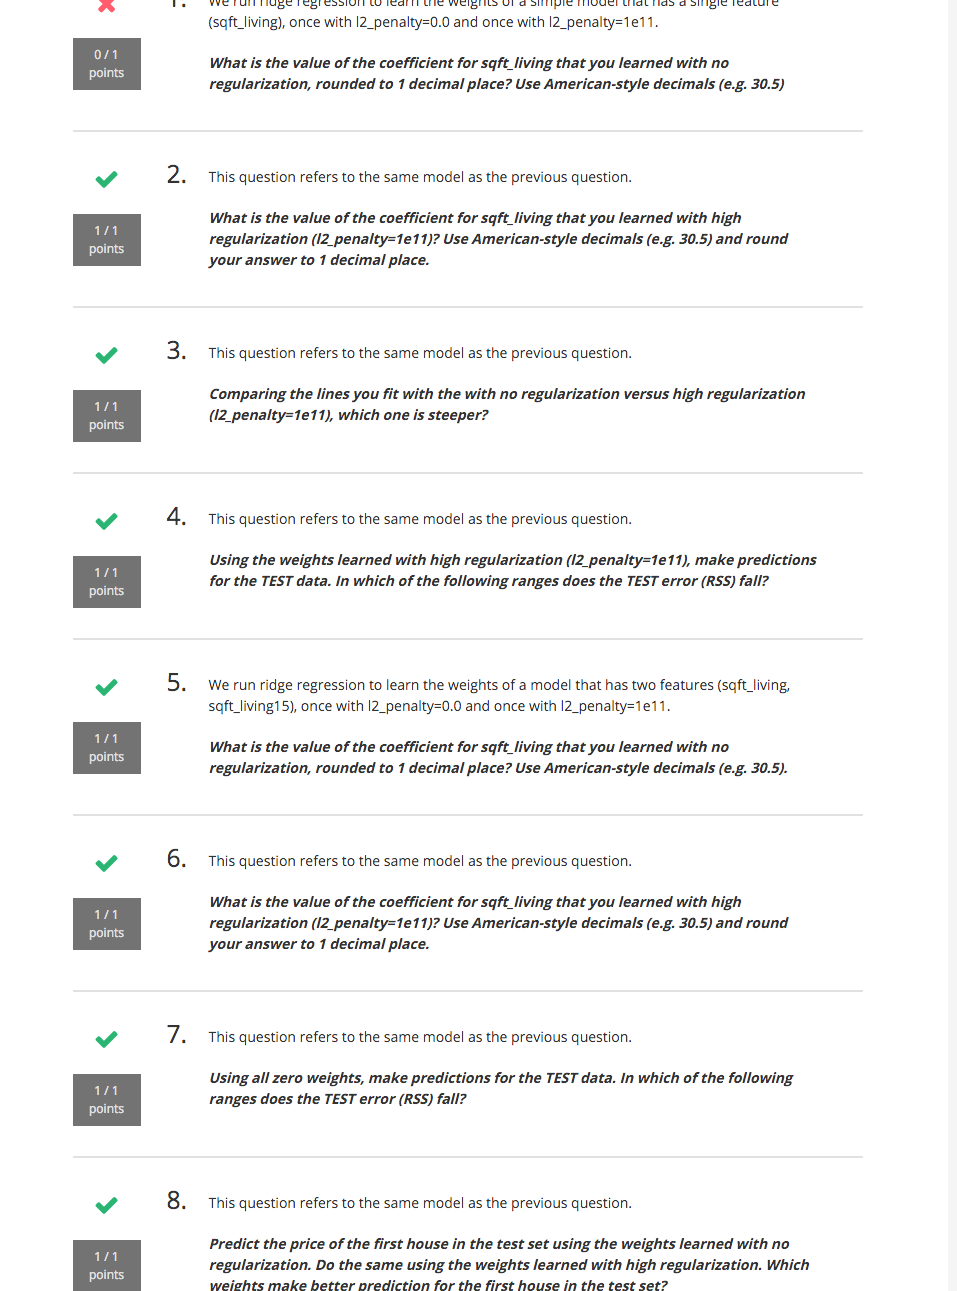 1. We run ridge regression to learn the weights of a simple model that has a single feature
(sqft_living), once with l2_penalty=0.0 and once with l2_penalty=1e11.
0 / 1
points
What is the value of the coefficient for sqft_living that you learned with no
regularization, rounded to 1 decimal place? Use American-style decimals (e.g. 30.5)
2. This question refers to the same model as the previous question.
1 / 1
points
What is the value of the coefficient for sqft_living that you learned with high
regularization (l2_penalty=1e11)? Use American-style decimals (e.g. 30.5) and round
your answer to 1 decimal place.
3. This question refers to the same model as the previous question.
1 / 1
points
Comparing the lines you fit with the with no regularization versus high regularization
(l2_penalty=1e11), which one is steeper?
4. This question refers to the same model as the previous question.
1 / 1
points
Using the weights learned with high regularization (l2_penalty=1e11), make predictions
for the TEST data. In which of the following ranges does the TEST error (RSS) fall?
5. We run ridge regression to learn the weights of a model that has two features (sqft_living,
sqft_living15), once with l2_penalty=0.0 and once with l2_penalty=1e11.
1 / 1
points
What is the value of the coefficient for sqft_living that you learned with no
regularization, rounded to 1 decimal place? Use American-style decimals (e.g. 30.5).
6. This question refers to the same model as the previous question.
1 / 1
points
What is the value of the coefficient for sqft_living that you learned with high
regularization (l2_penalty=1e11)? Use American-style decimals (e.g. 30.5) and round
your answer to 1 decimal place.
7. This question refers to the same model as the previous question.
1 / 1
points
Using all zero weights, make predictions for the TEST data. In which of the following
ranges does the TEST error (RSS) fall?
8. This question refers to the same model as the previous question.
1 / 1
points
Predict the price of the first house in the test set using the weights learned with no
regularization. Do the same using the weights learned with high regularization. Which
weights make better prediction for the first house in the test set?